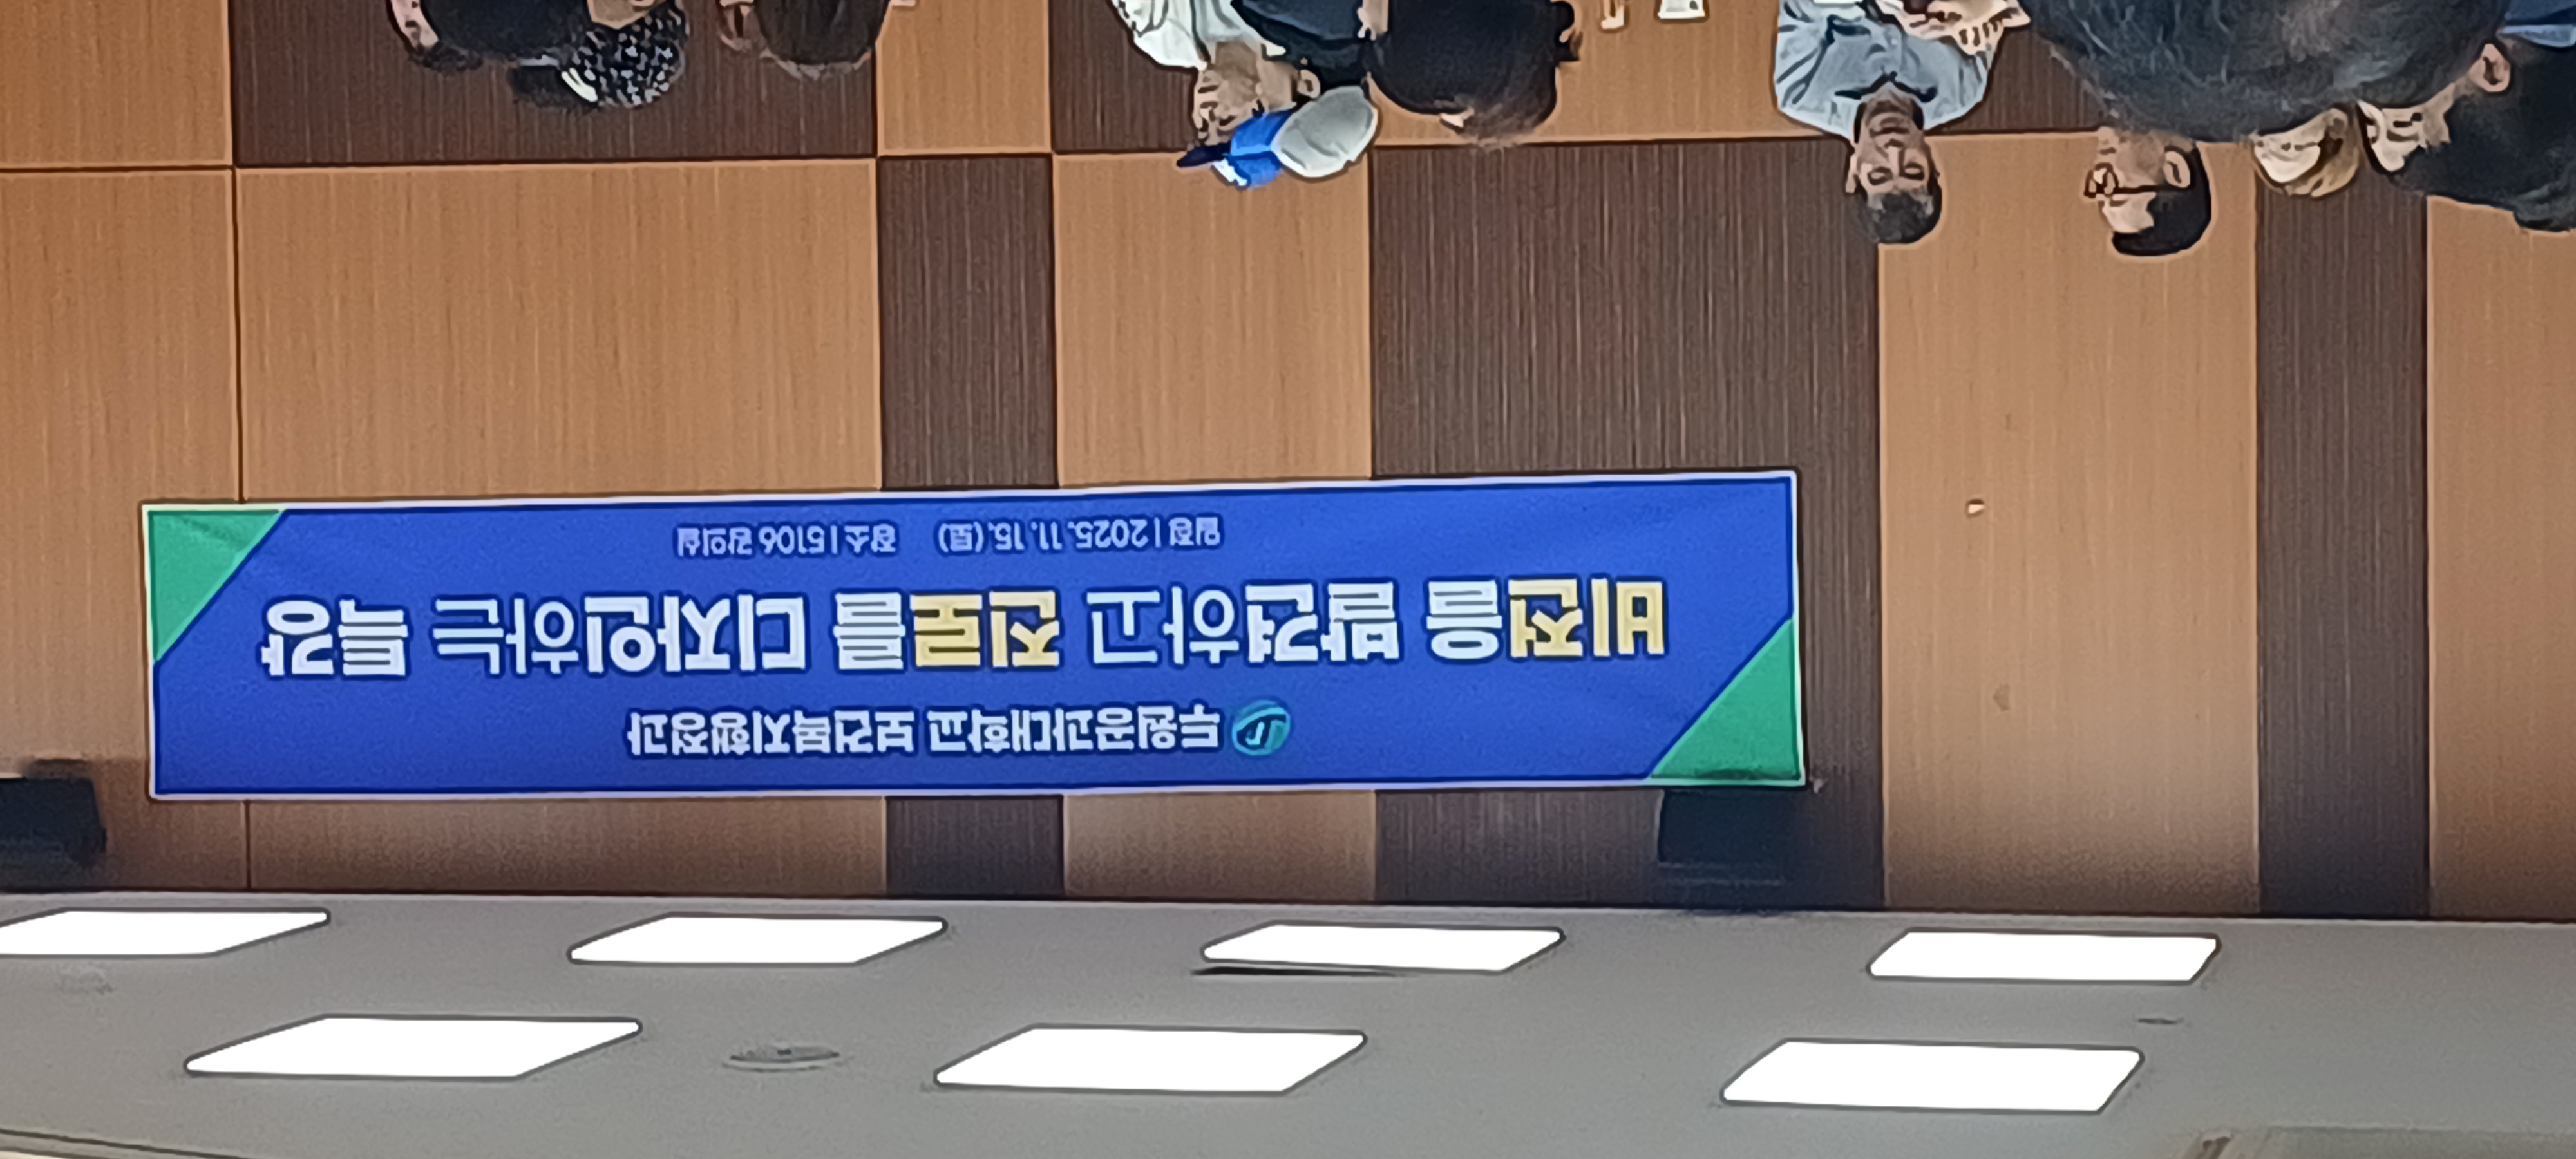 두원공과대학교 보건복지행정과
비전을 발견하고 진로를 디자인하는 특강
일정 | 2025. 11. 15. (토) 장소 | 5106 강의실